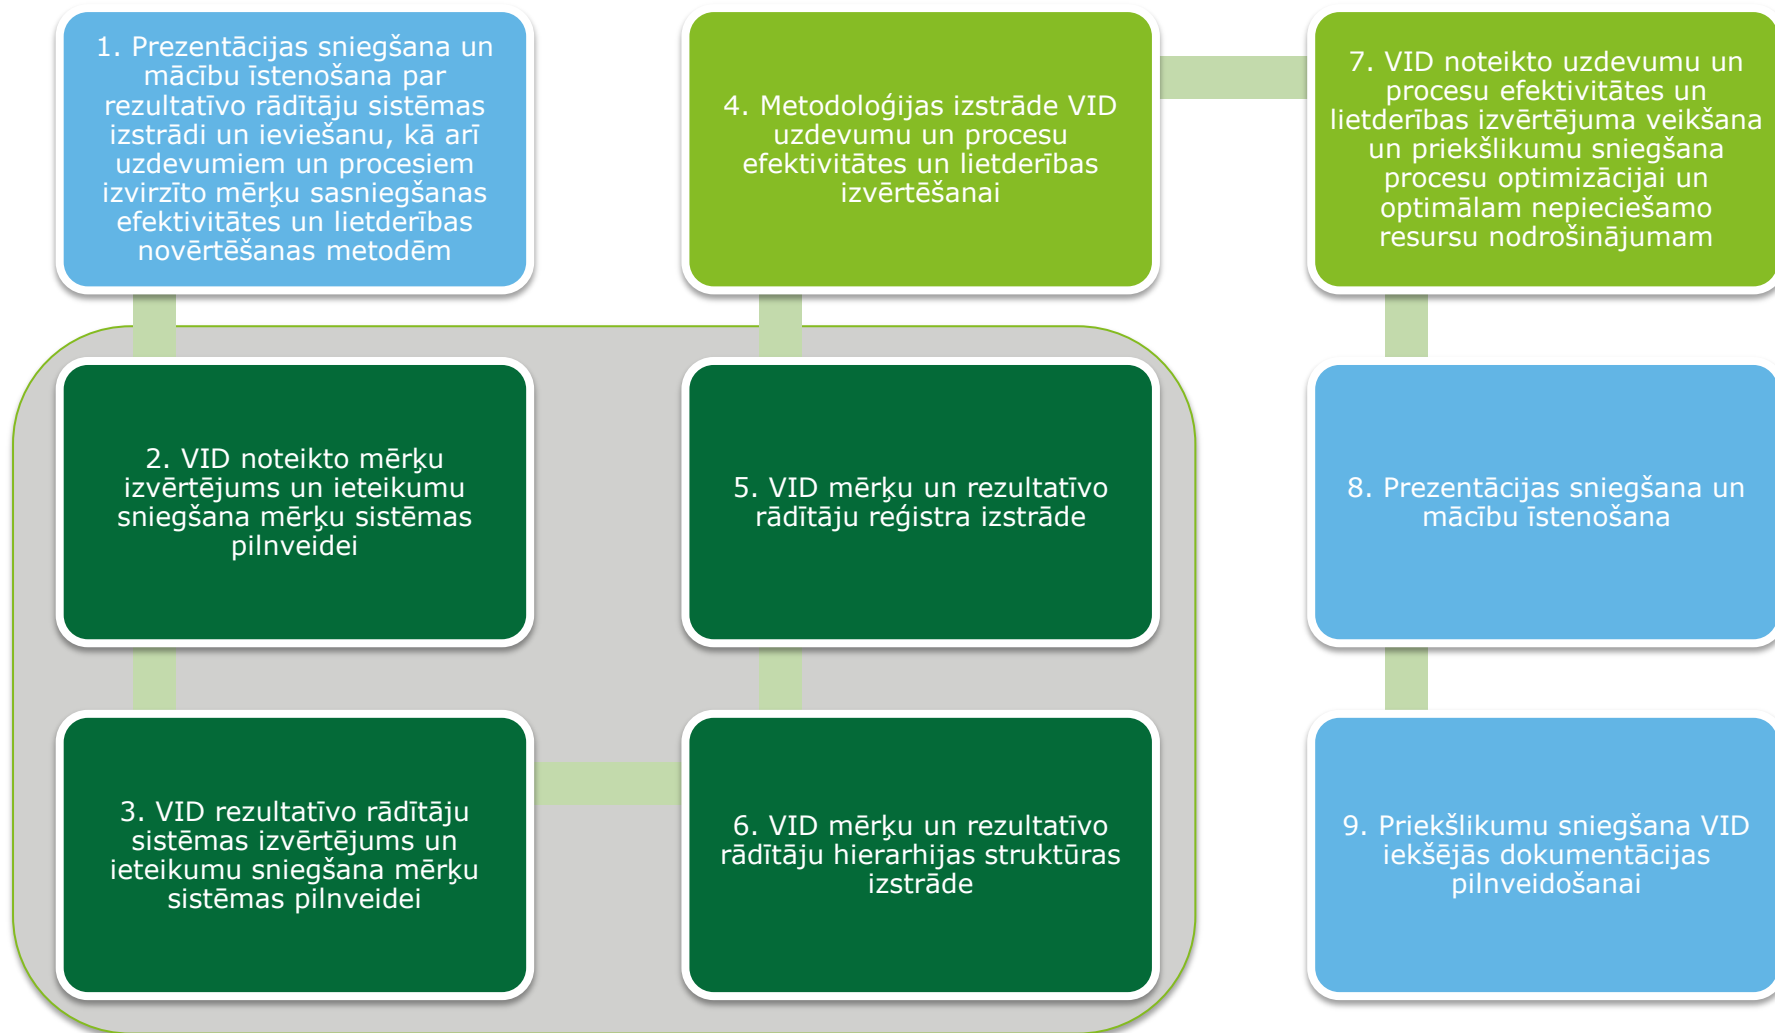 1. Prezentācijas sniegšana un
mācību īstenošana par
rezultatīvo rādītāju sistēmas
izstrādi un ieviešanu, kā arī
uzdevumiem un procesiem
izvirzīto mērķu sasniegšanas
efektivitātes un lietderības
novērtēšanas metodēm
2. VID noteikto mērķu
izvērtējums un ieteikumu
sniegšana mērķu sistēmas
pilnveidei
3. VID rezultatīvo rādītāju
sistēmas izvērtējums un
ieteikumu sniegšana mērķu
sistēmas pilnveidei
4. Metodoloģijas izstrāde VID
uzdevumu un procesu
efektivitātes un lietderības
izvērtēšanai
5. VID mērķu un rezultatīvo
rādītāju reģistra izstrāde
6. VID mērķu un rezultatīvo
rādītāju hierarhijas struktūras
izstrāde
7. VID noteikto uzdevumu un
procesu efektivitātes un
lietderības izvērtējuma veikšana
un priekšlikumu sniegšana
procesu optimizācijai un
optimālam nepieciešamo
resursu nodrošinājumam
8. Prezentācijas sniegšana un
mācību īstenošana
9. Priekšlikumu sniegšana VID
iekšējās dokumentācijas
pilnveidošanai